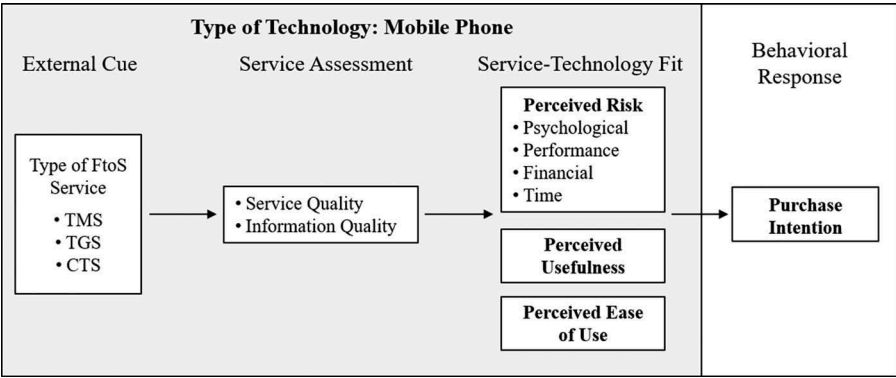 Type of Technology: Mobile Phone
External Cue
Service Assessment
Service-Technology Fit
Behavioral
Response
Type of FtoS
Service
• TMS
• TGS
• CTS
• Service Quality
• Information Quality
Perceived Risk
• Psychological
• Performance
• Financial
• Time
Perceived
Usefulness
Perceived Ease
of Use
Purchase
Intention